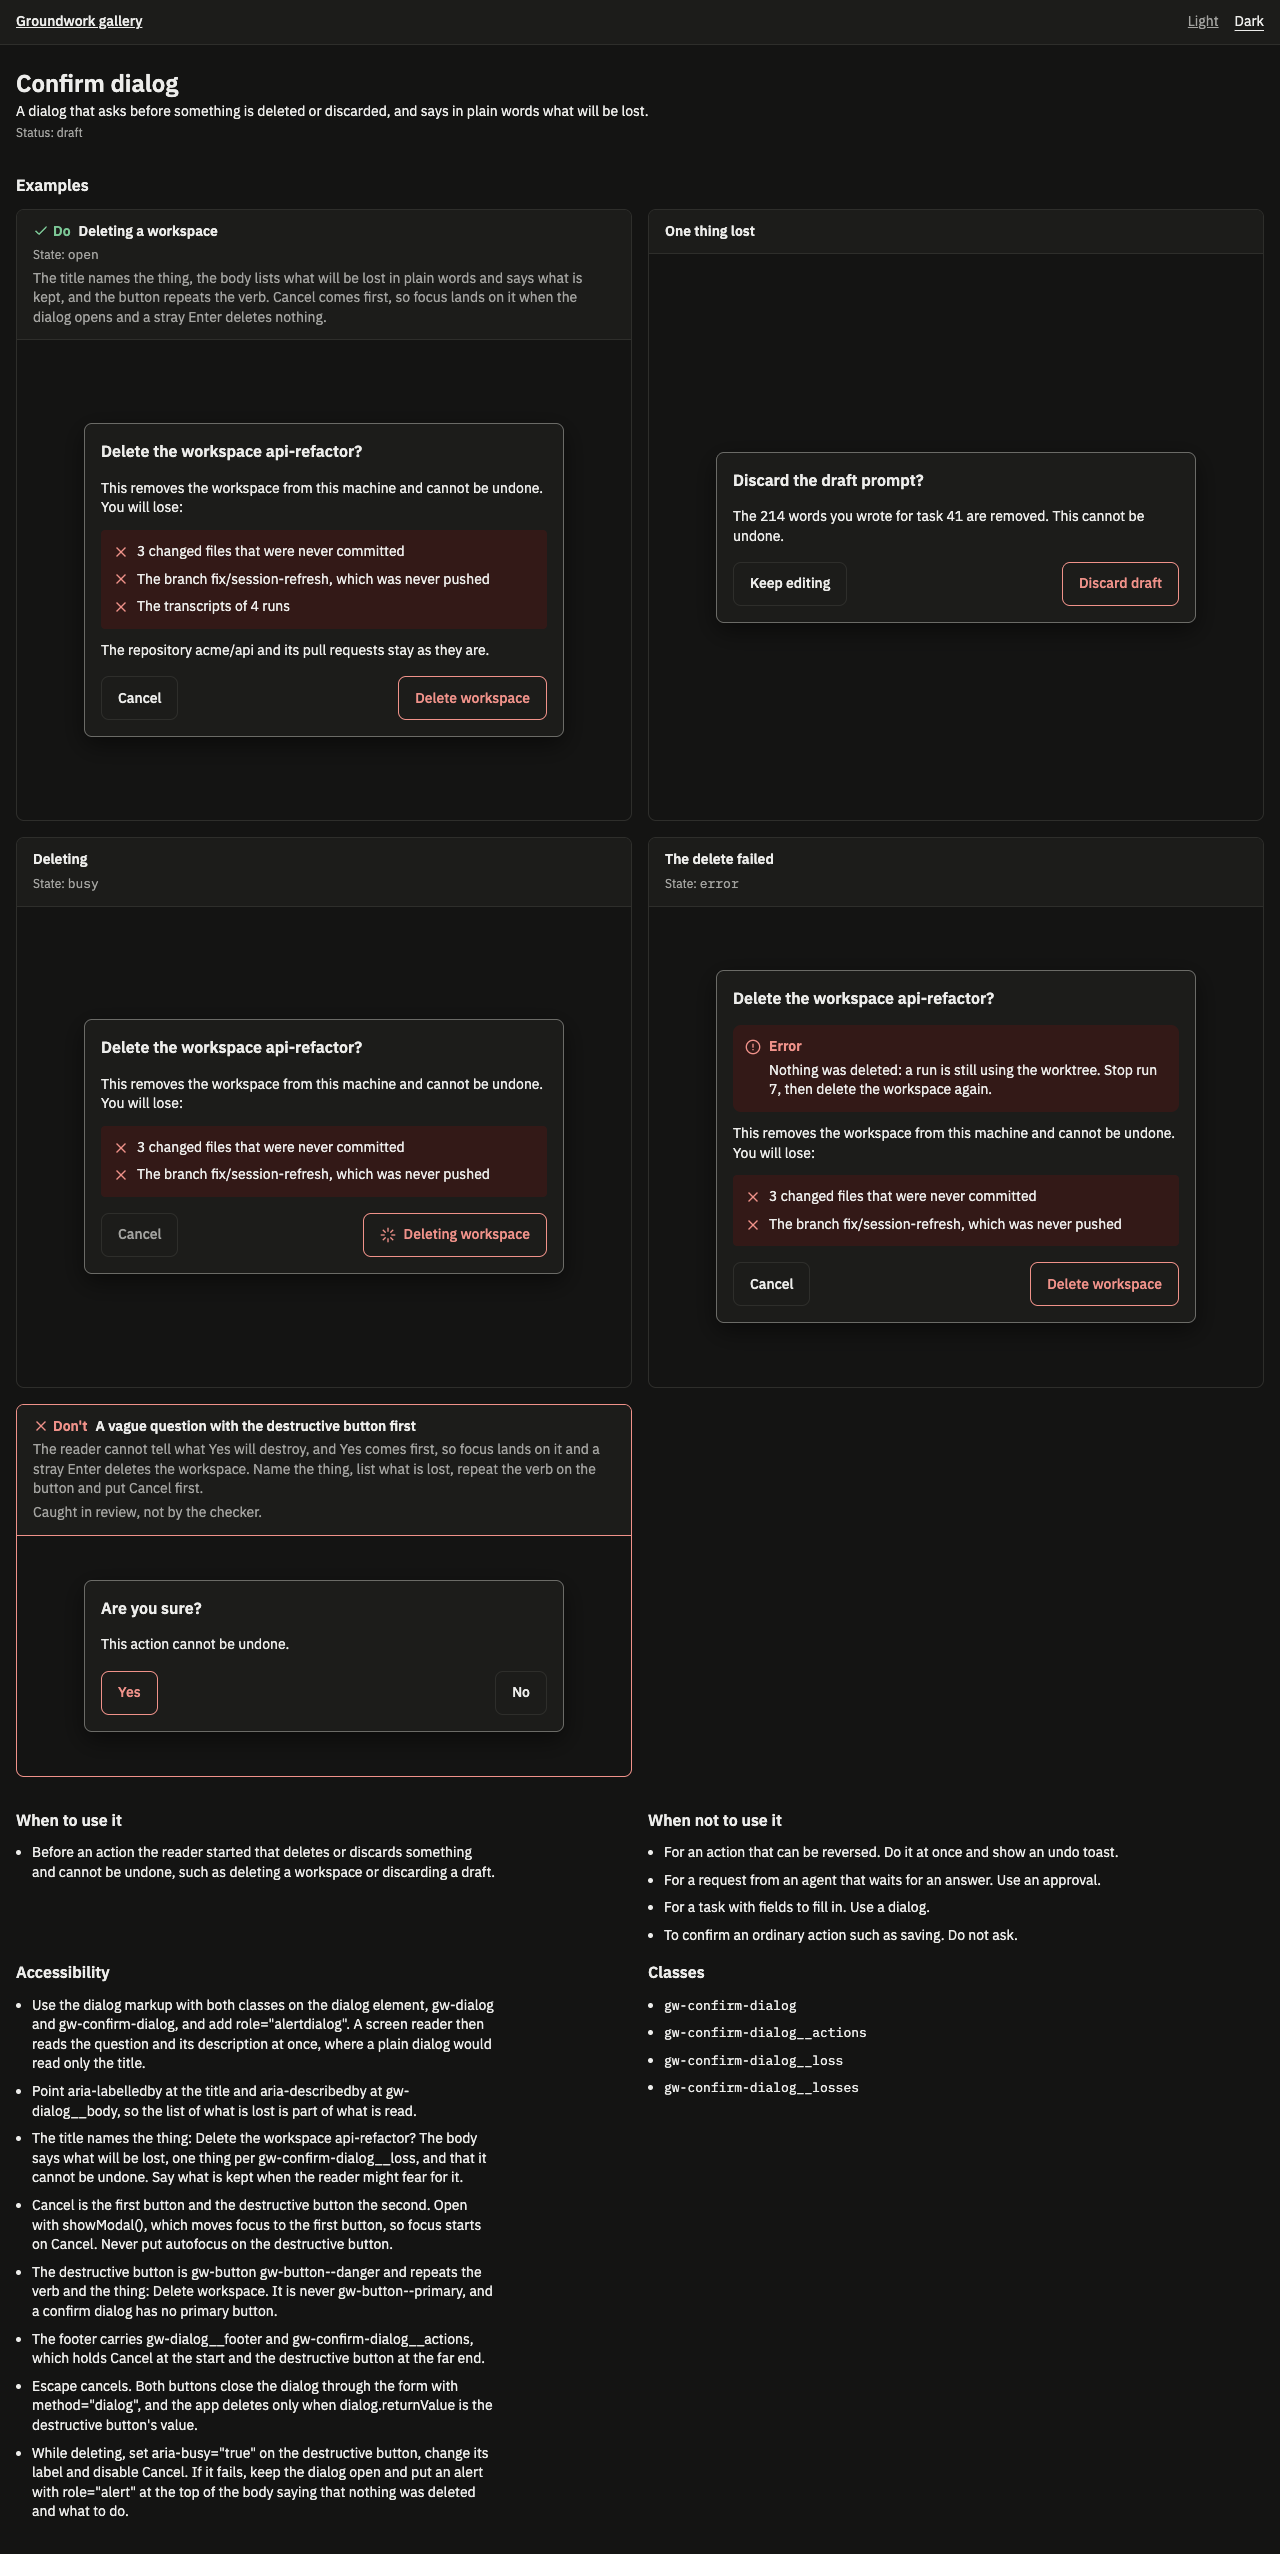 Groundwork gallery
Light Dark
Confirm dialog
A dialog that asks before something is deleted or discarded, and says in plain words what will be lost.
Status: draft
Examples
Do Deleting a workspace
State: open
The title names the thing, the body lists what will be lost in plain words and says what is
kept, and the button repeats the verb. Cancel comes first, so focus lands on it when the
dialog opens and a stray Enter deletes nothing.
Delete the workspace api-refactor?
This removes the workspace from this machine and cannot be undone.
You will lose:
3 changed files that were never committed
The branch fix/session-refresh, which was never pushed
The transcripts of 4 runs
The repository acme/api and its pull requests stay as they are.
Cancel
Delete workspace
One thing lost
Discard the draft prompt?
The 214 words you wrote for task 41 are removed. This cannot be
undone.
Keep editing
Discard draft
Deleting
State: busy
Delete the workspace api-refactor?
This removes the workspace from this machine and cannot be undone.
You will lose:
3 changed files that were never committed
The branch fix/session-refresh, which was never pushed
Cancel
Deleting workspace
The delete failed
State: error
Delete the workspace api-refactor?
Error
Nothing was deleted: a run is still using the worktree. Stop run
7, then delete the workspace again.
This removes the workspace from this machine and cannot be undone.
You will lose:
3 changed files that were never committed
The branch fix/session-refresh, which was never pushed
Cancel
Delete workspace
Don't A vague question with the destructive button first
The reader cannot tell what Yes will destroy, and Yes comes first, so focus lands on it and a
stray Enter deletes the workspace. Name the thing, list what is lost, repeat the verb on the
button and put Cancel first.
Caught in review, not by the checker.
Are you sure?
This action cannot be undone.
Yes
No
When to use it
Before an action the reader started that deletes or discards something
and cannot be undone, such as deleting a workspace or discarding a draft.
When not to use it
For an action that can be reversed. Do it at once and show an undo toast.
For a request from an agent that waits for an answer. Use an approval.
For a task with fields to fill in. Use a dialog.
To confirm an ordinary action such as saving. Do not ask.
Accessibility
Use the dialog markup with both classes on the dialog element, gw-dialog
and gw-confirm-dialog, and add role="alertdialog". A screen reader then
reads the question and its description at once, where a plain dialog would
read only the title.
Point aria-labelledby at the title and aria-describedby at gw-
dialog__body, so the list of what is lost is part of what is read.
The title names the thing: Delete the workspace api-refactor? The body
says what will be lost, one thing per gw-confirm-dialog__loss, and that it
cannot be undone. Say what is kept when the reader might fear for it.
Cancel is the first button and the destructive button the second. Open
with showModal(), which moves focus to the first button, so focus starts
on Cancel. Never put autofocus on the destructive button.
The destructive button is gw-button gw-button--danger and repeats the
verb and the thing: Delete workspace. It is never gw-button--primary, and
a confirm dialog has no primary button.
The footer carries gw-dialog__footer and gw-confirm-dialog__actions,
which holds Cancel at the start and the destructive button at the far end.
Escape cancels. Both buttons close the dialog through the form with
method="dialog", and the app deletes only when dialog.returnValue is the
destructive button's value.
While deleting, set aria-busy="true" on the destructive button, change its
label and disable Cancel. If it fails, keep the dialog open and put an alert
with role="alert" at the top of the body saying that nothing was deleted
and what to do.
Classes
gw-confirm-dialog
gw-confirm-dialog__actions
gw-confirm-dialog__loss
gw-confirm-dialog__losses